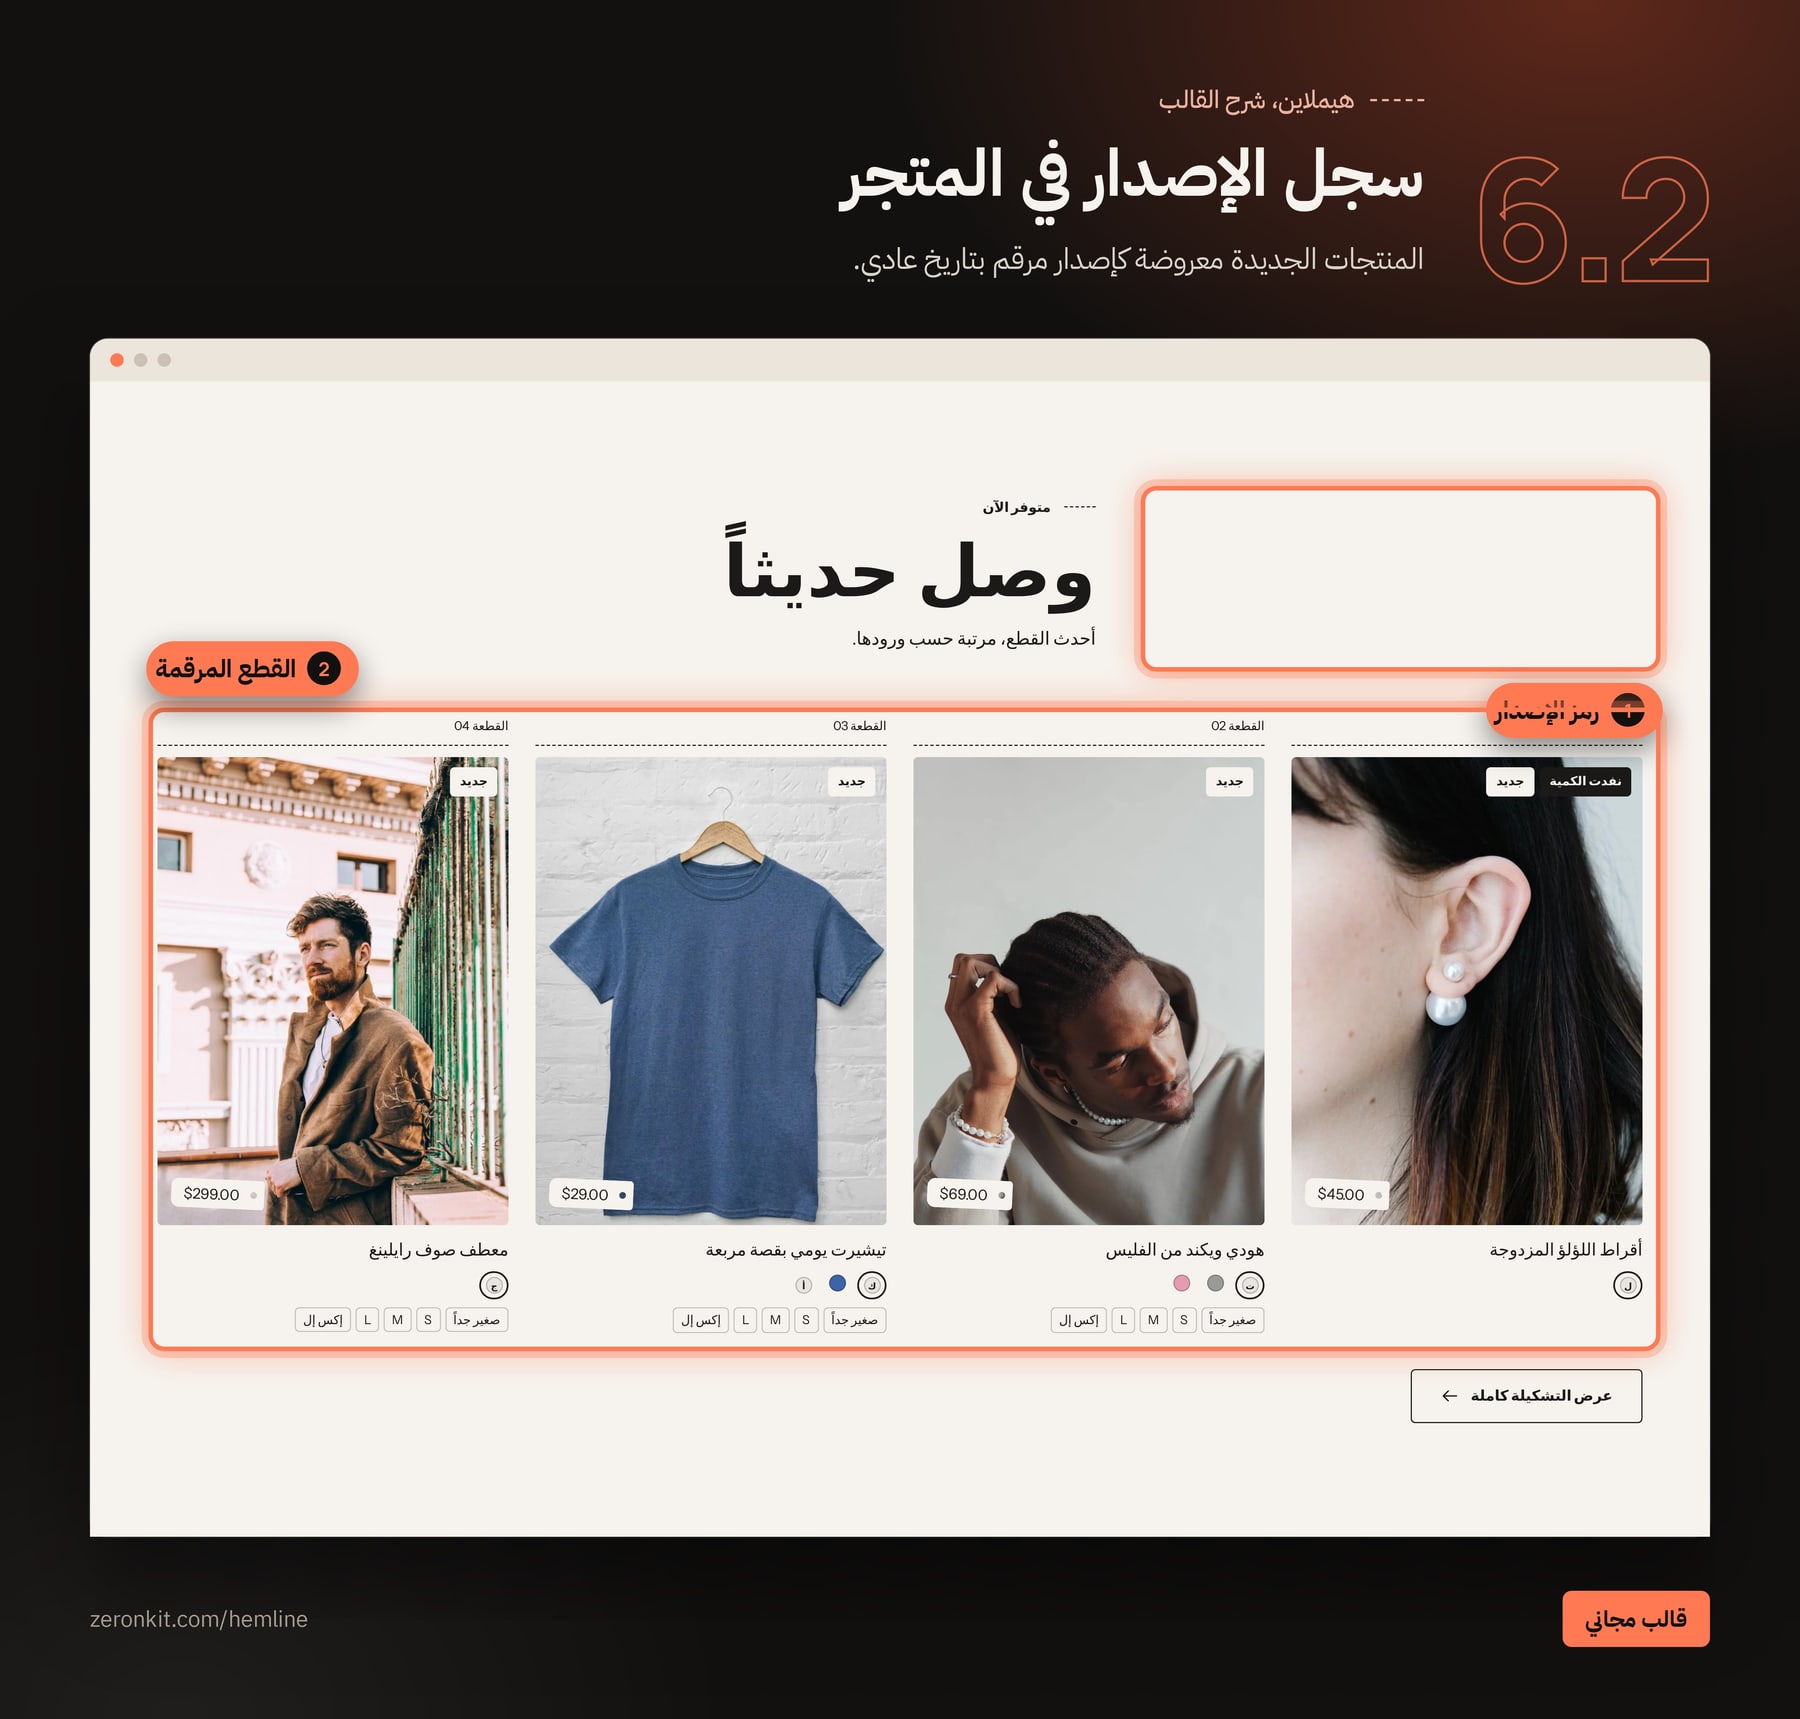 هيملاين، شرح القالب
6.2
سجل الإصدار في المتجر
المنتجات الجديدة معروضة كإصدار مرقم بتاريخ عادي.
متوفر الآن
وصل حديثاً
أحدث القطع، مرتبة حسب ورودها.
1 رمز الإصدار
2 القطع المرقمة
القطعة 02
القطعة 03
القطعة 04
نفدت الكمية
جديد
جديد
جديد
جديد
$45.00
$69.00
$29.00
$299.00
أقراط اللؤلؤ المزدوجة
هودي ويكند من الفليس
تيشيرت يومي بقصة مربعة
معطف صوف رايلينغ
ل
ت
ك
أ
ج
صغير جداً S M L إكس إل
صغير جداً S M L إكس إل
صغير جداً S M L إكس إل
عرض التشكيلة كاملة
قالب مجاني
zeronkit.com/hemline